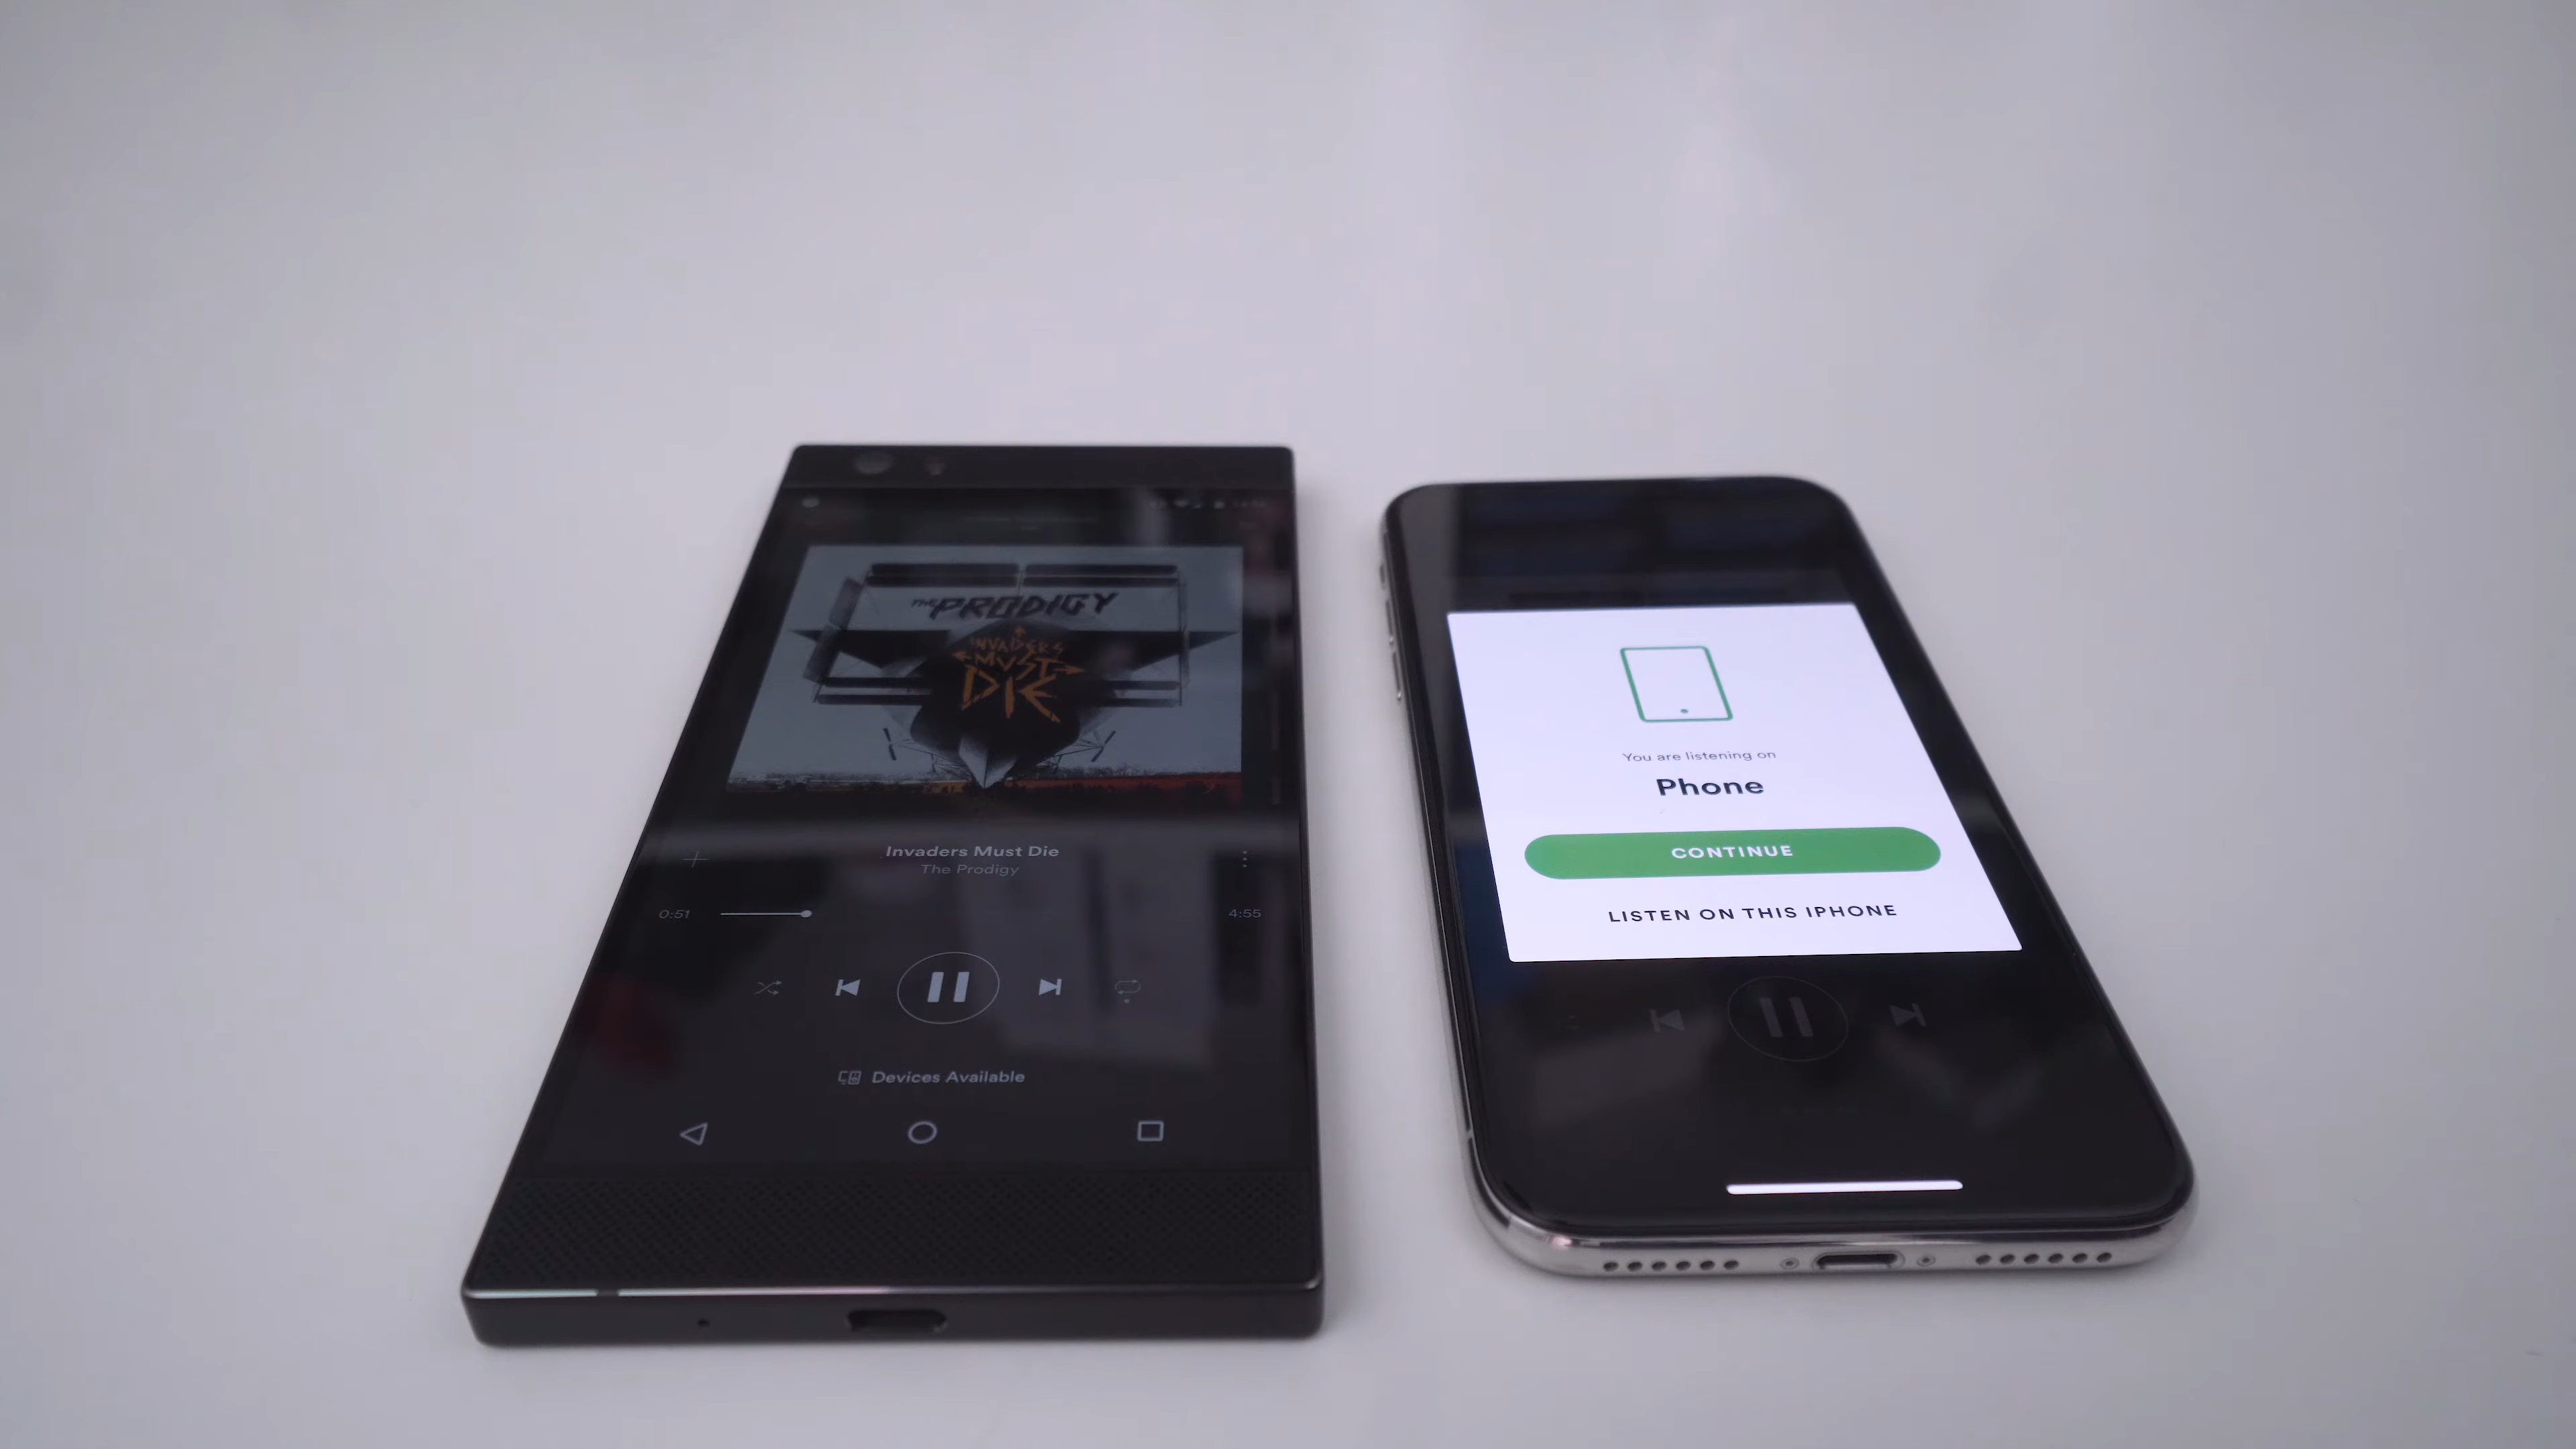 THE PRODIGY
INVADERS
MUST
DIE
Invaders Must Die
The Prodigy
0:51
4:55
Devices Available
You are listening on
Phone
CONTINUE
LISTEN ON THIS IPHONE